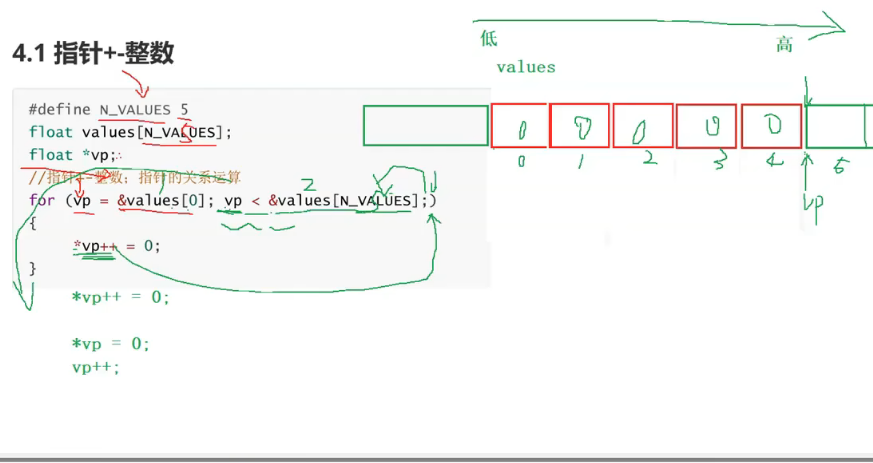 4.1 指针+-整数
#define N_VALUES 5
float values[N_VALUES];
5
float *vp;
//指针+-整数；指针的关系运算
1
2
for (vp = &values[0]; vp < &values[N_VALUES];)
{
*vp++ = 0;
}
*vp++ = 0;
*vp = 0;
vp++;
低
高
values
0 0 0 0 0
0 1 2 3 4 5
vp